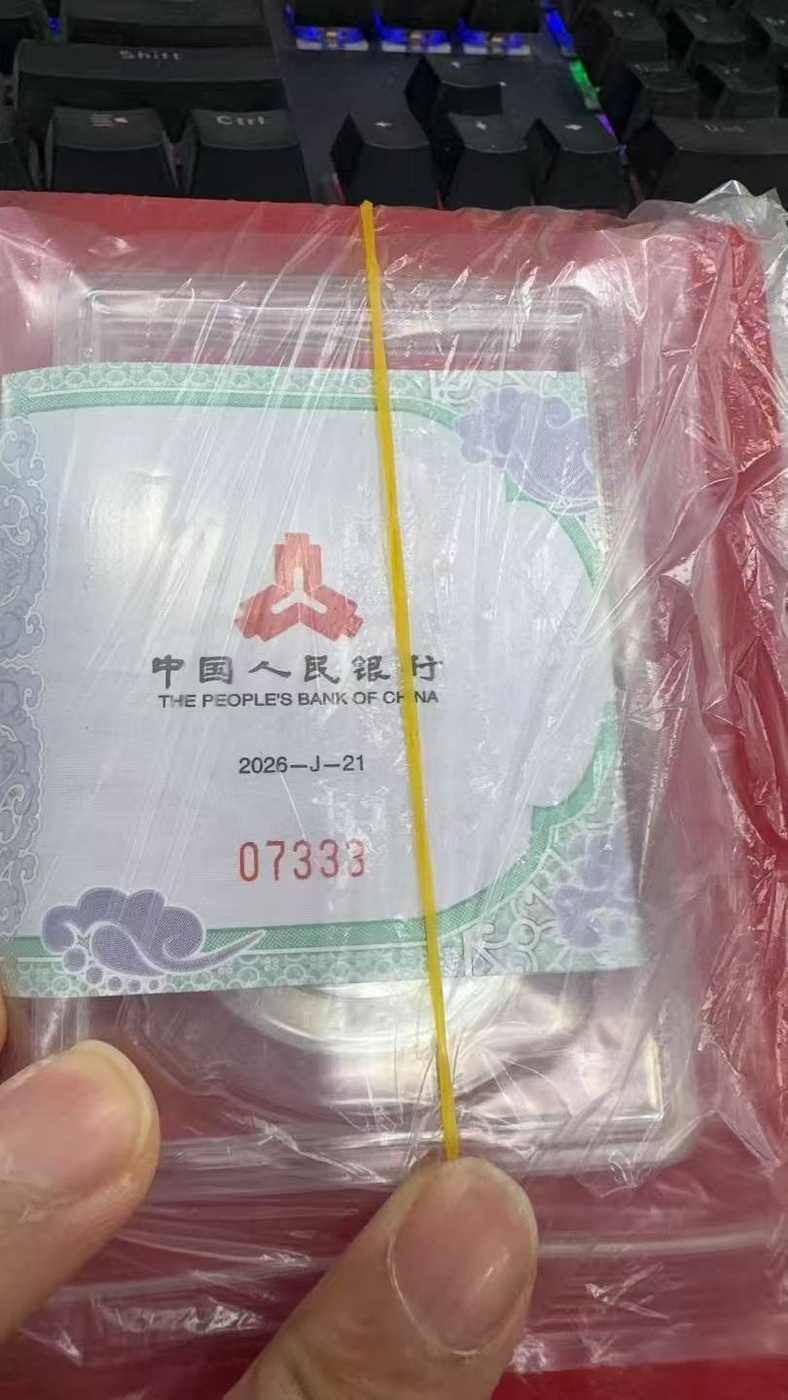 Shift
Ctrl
中国人民银行
THE PEOPLE'S BANK OF CHINA
2026-J-21
07333